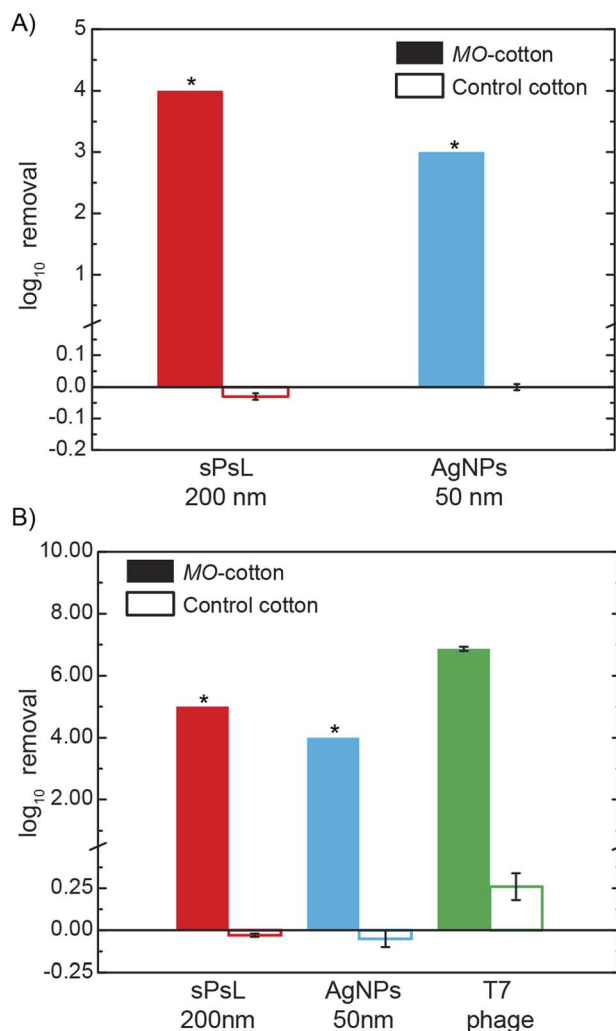 A)
5
4
3
2
1
0.1
0.0
-0.1
-0.2
log10 removal
MO-cotton
Control cotton
*
*
sPsL
200 nm
AgNPs
50 nm
B)
10.00
8.00
6.00
4.00
2.00
0.25
0.00
-0.25
log10 removal
MO-cotton
Control cotton
*
*
sPsL
200nm
AgNPs
50nm
T7
phage